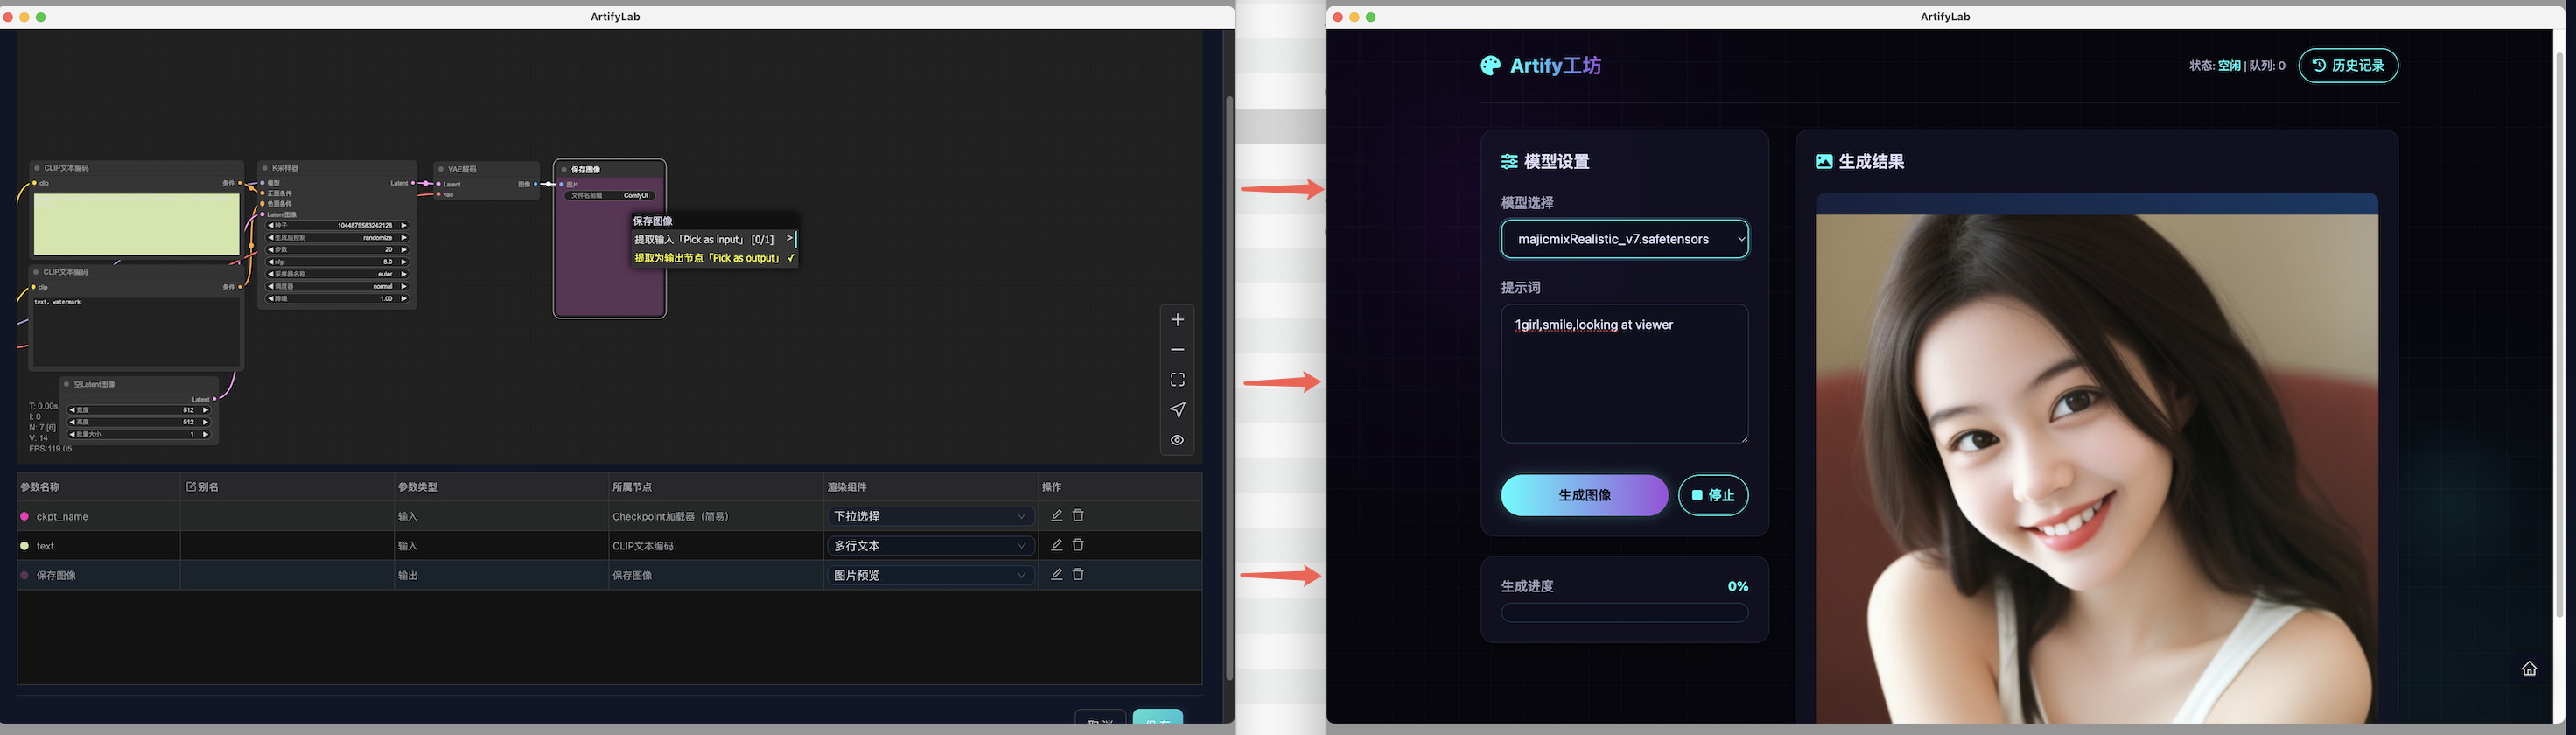 ArtifyLab
CLIP文本编码
clip
条件
CLIP文本编码
clip
条件
text, watermark
空Latent图像
Latent
宽度 512
高度 512
批量大小 1
T: 0.00s
I: 0
N: 7 [6]
V: 14
FPS:119.05
K采样器
模型
Latent
正面条件
负面条件
Latent图像
种子 1044875583242128
生成后控制 randomize
步数 20
cfg 8.0
采样器名称 euler
调度器 normal
降噪 1.00
VAE解码
Latent
图像
vae
保存图像
图片
文件名前缀 ComfyUI
保存图像
提取输入「Pick as input」 [0/1] >
提取为输出节点「Pick as output」 ✓
参数名称 别名 参数类型 所属节点 渲染组件 操作
ckpt_name 输入 Checkpoint加载器（简易） 下拉选择
text 输入 CLIP文本编码 多行文本
保存图像 输出 保存图像 图片预览
取消 保存
ArtifyLab
Artify工坊
状态: 空闲 | 队列: 0
历史记录
模型设置
模型选择
majicmixRealistic_v7.safetensors
提示词
1girl,smile,looking at viewer
生成图像
停止
生成进度 0%
生成结果